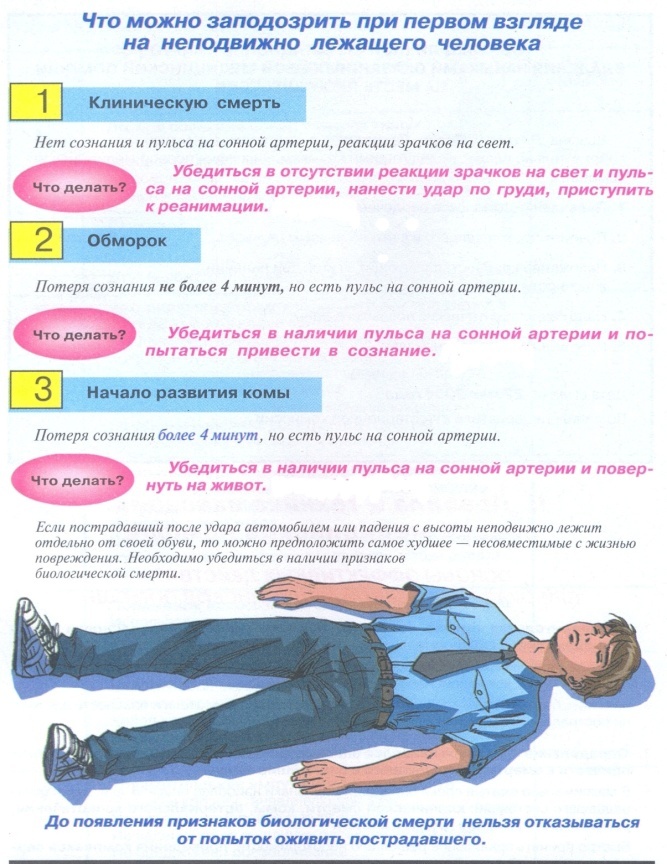 Что можно заподозрить при первом взгляде
на неподвижно лежащего человека
1 Клиническую смерть
Нет сознания и пульса на сонной артерии, реакции зрачков на свет.
Что делать?
Убедиться в отсутствии реакции зрачков на свет и пуль-
са на сонной артерии, нанести удар по груди, приступить
к реанимации.
2 Обморок
Потеря сознания не более 4 минут, но есть пульс на сонной артерии.
Что делать?
Убедиться в наличии пульса на сонной артерии и по-
пытаться привести в сознание.
3 Начало развития комы
Потеря сознания более 4 минут, но есть пульс на сонной артерии.
Что делать?
Убедиться в наличии пульса на сонной артерии и повер-
нуть на живот.
Если пострадавший после удара автомобилем или падения с высоты неподвижно лежит
отдельно от своей обуви, то можно предположить самое худшее — несовместимые с жизнью
повреждения. Необходимо убедиться в наличии признаков
биологической смерти.
До появления признаков биологической смерти нельзя отказываться
от попыток оживить пострадавшего.